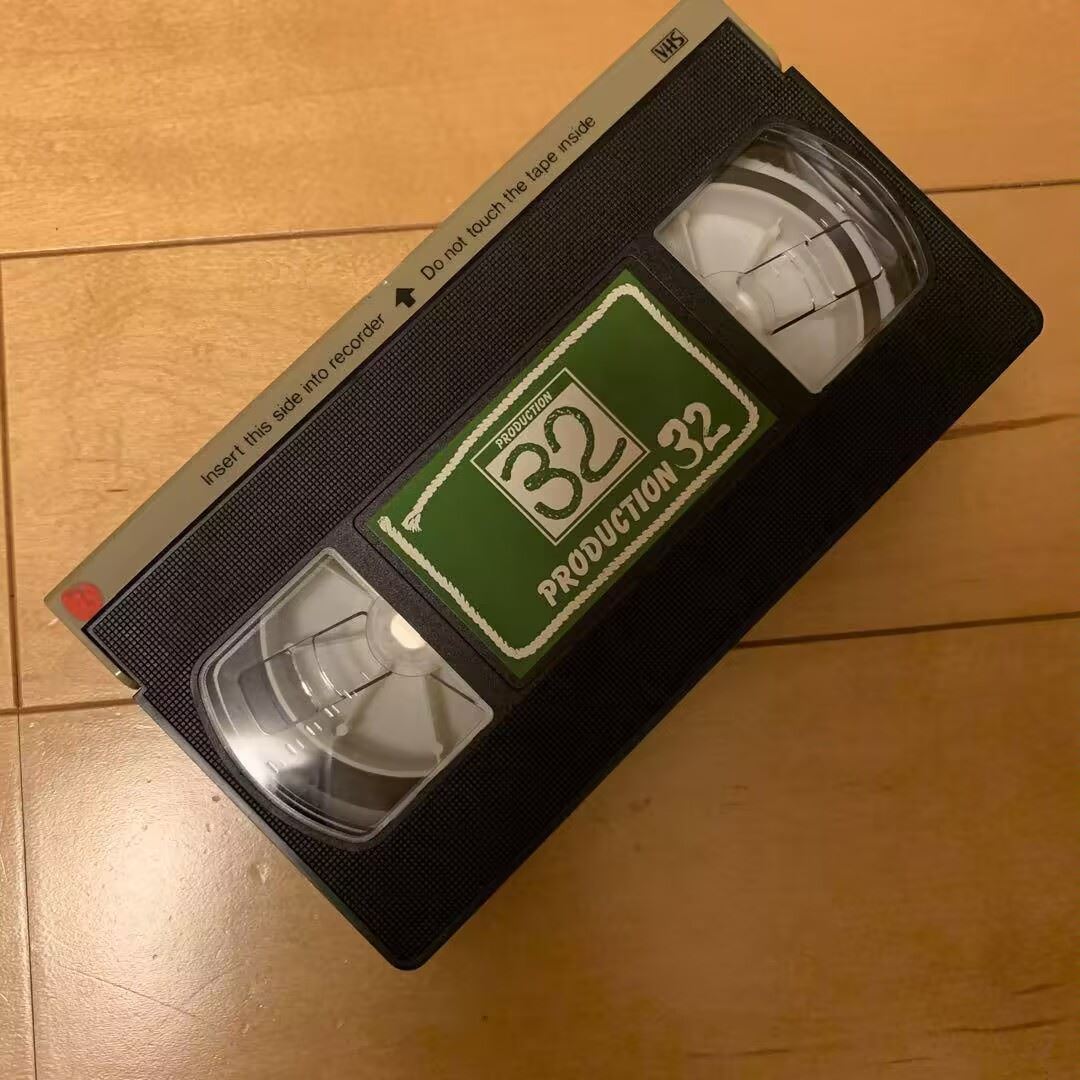 VHS
Insert this side into recorder ⬆ Do not touch the tape inside
PRODUCTION
32
PRODUCTION 32